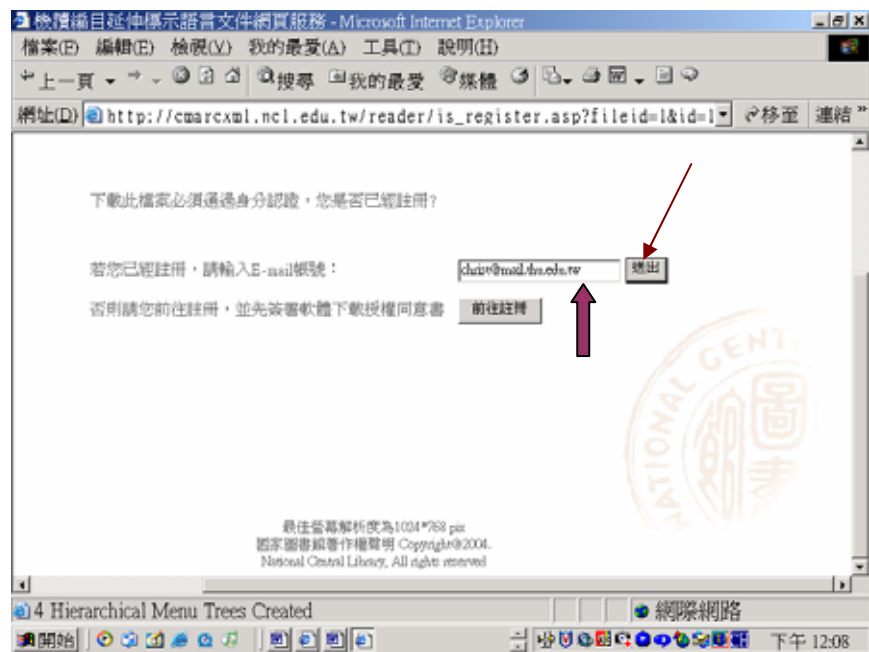 機讀編目延伸標示語言文件網頁服務 - Microsoft Internet Explorer
檔案(F) 編輯(E) 檢視(V) 我的最愛(A) 工具(T) 說明(H)
上一頁 搜尋 我的最愛 媒體
網址(D) http://cmarcxml.ncl.edu.tw/reader/is_register.asp?fileid=1&id=1 移至 連結 »
下載此檔案必須通過身分認證，您是否已經註冊?
若您已經註冊，請輸入E-mail帳號： 送出
否則請您前往註冊，並先簽署軟體下載授權同意書 前往註冊
NATIONAL CENT
圖
最佳螢幕解析度為1024*768 pix
國家圖書館著作權聲明 Copyright©2004.
National Central Library, All rights reserved
4 Hierarchical Menu Trees Created 網際網路
開始 下午 12:08